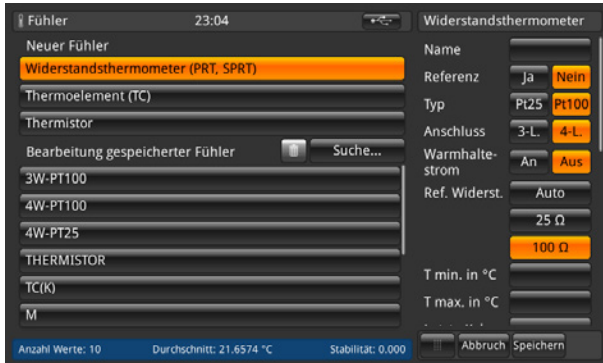 Fühler 23:04
Neuer Fühler
Widerstandsthermometer (PRT, SPRT)
Thermoelement (TC)
Thermistor
Bearbeitung gespeicherter Fühler Suche...
3W-PT100
4W-PT100
4W-PT25
THERMISTOR
TC(K)
M
Anzahl Werte: 10 Durchschnitt: 21.6574 °C Stabilität: 0.000
Widerstandsthermometer
Name
Referenz Ja Nein
Typ Pt25 Pt100
Anschluss 3-L. 4-L.
Warmhalte-
strom An Aus
Ref. Widerst. Auto
25 Ω
100 Ω
T min. in °C
T max. in °C
Abbruch Speichern